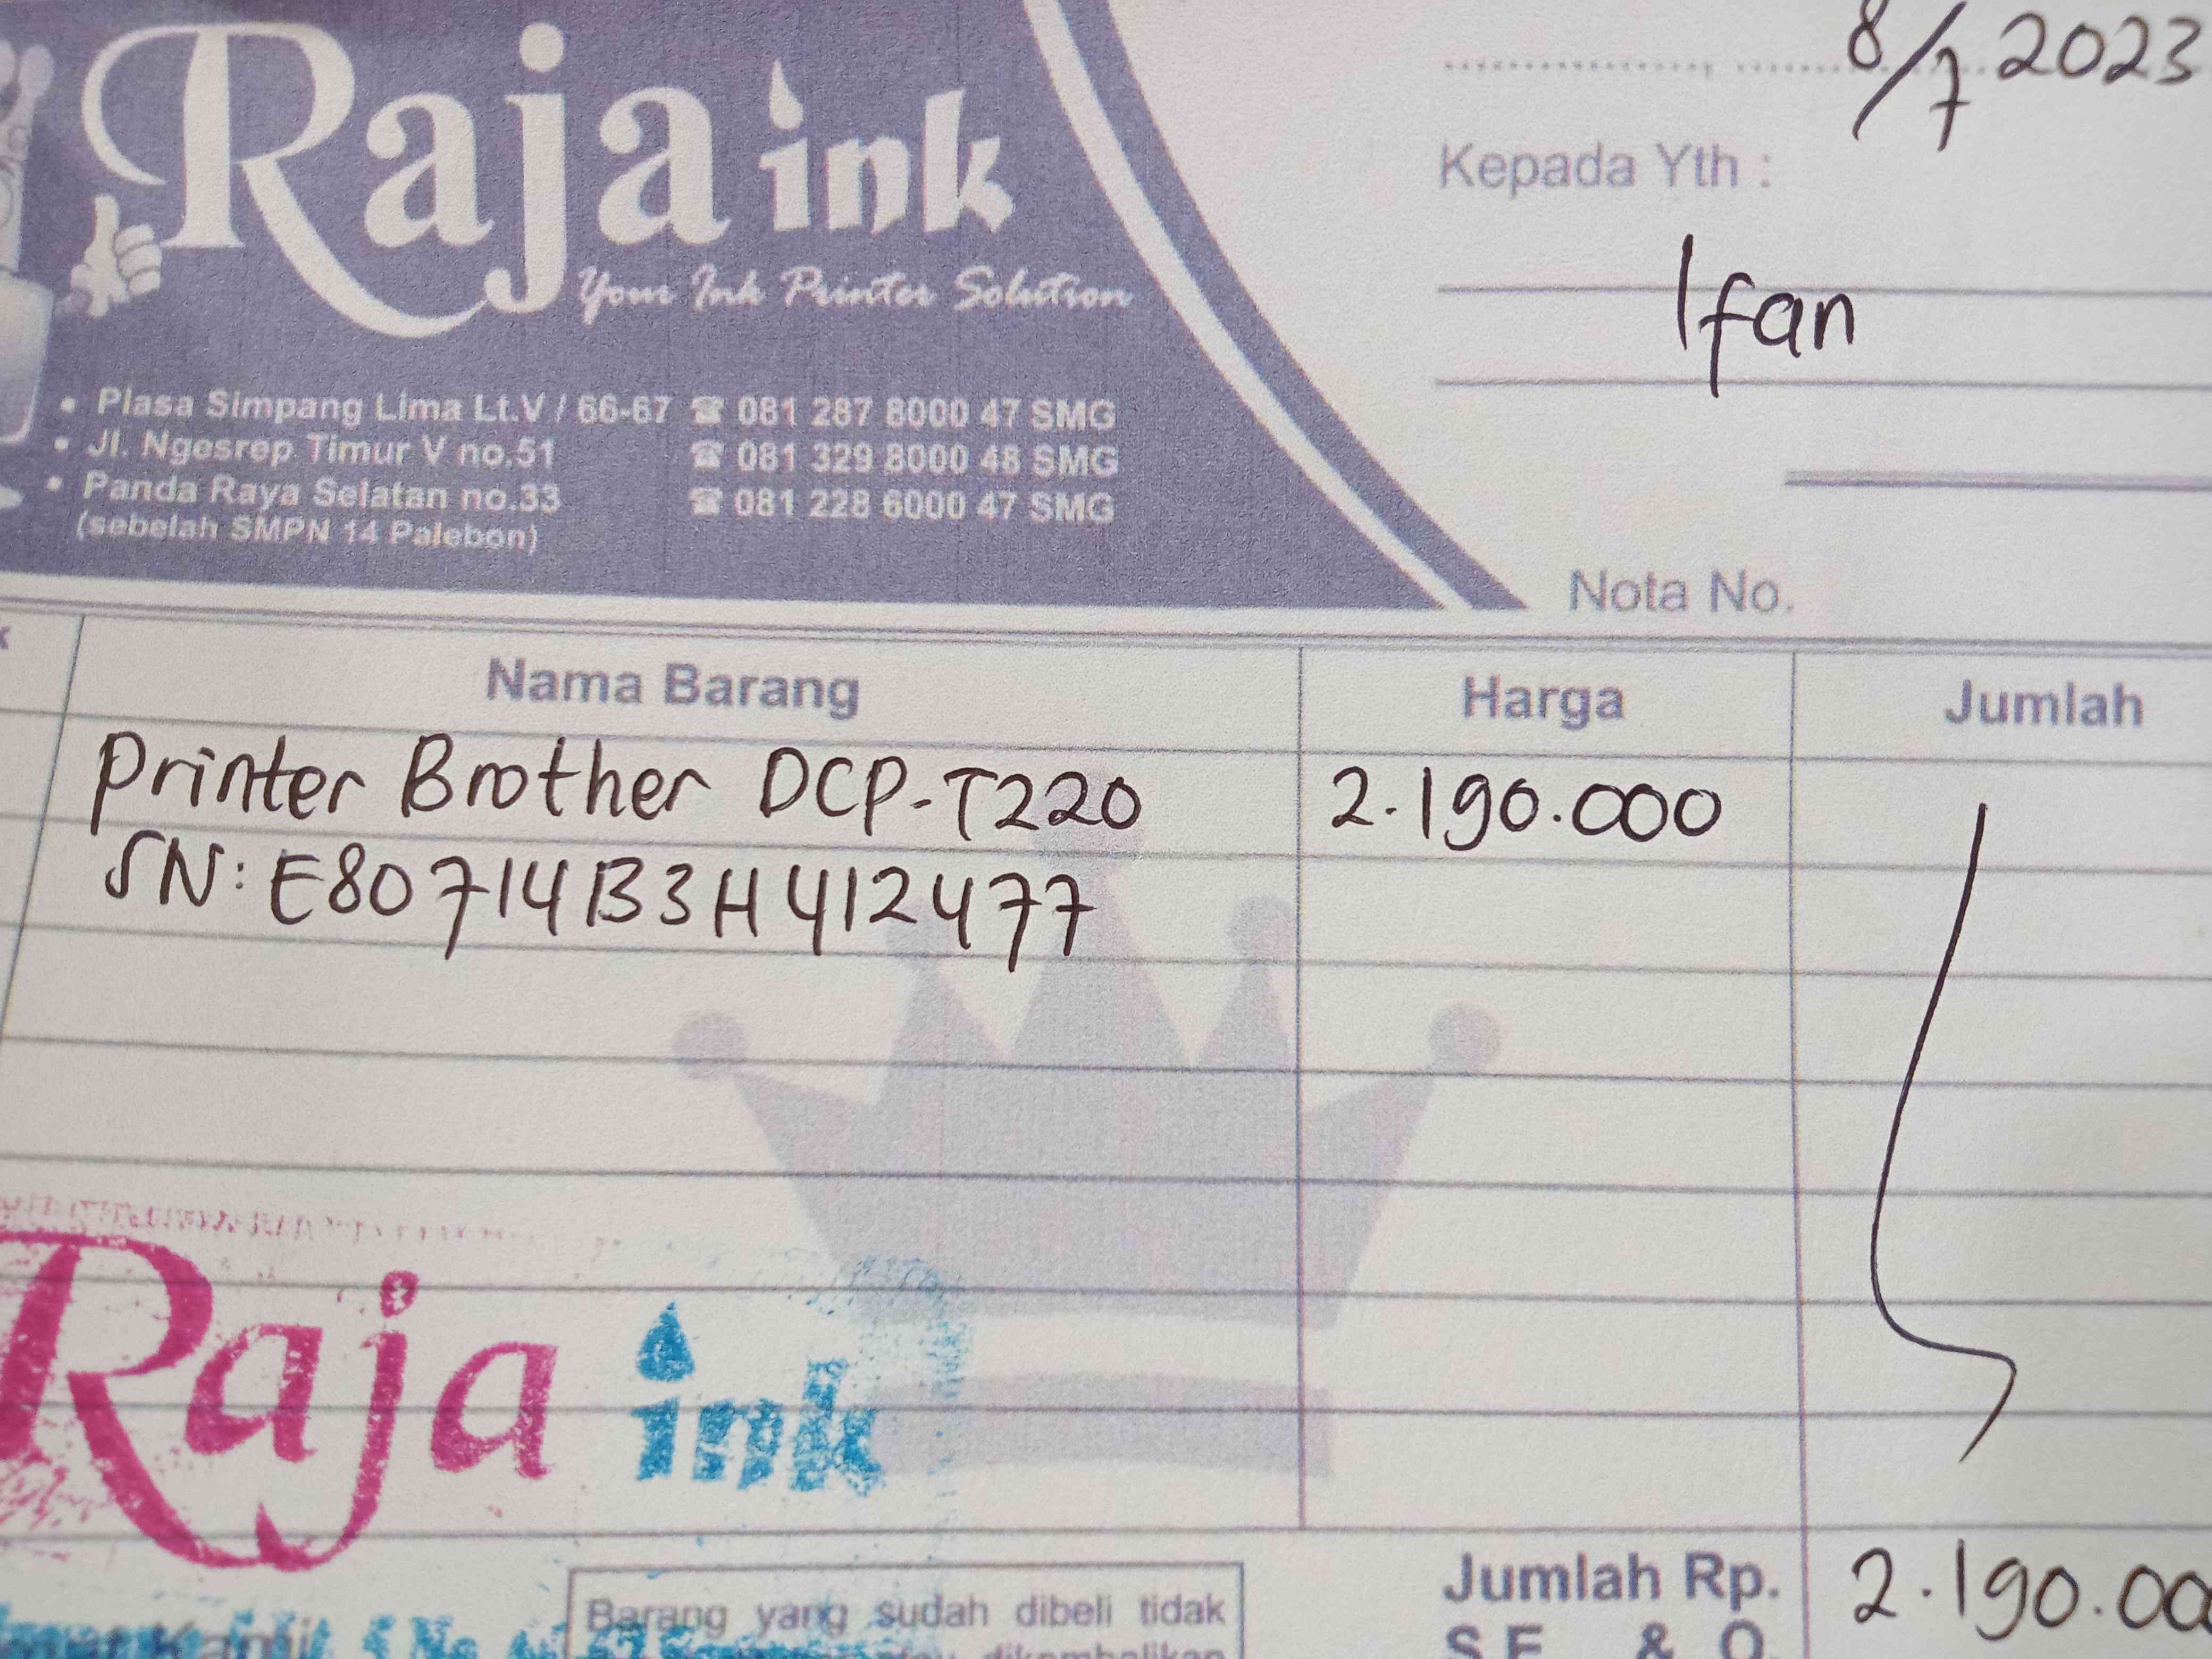 8/7 2023
Raja ink
Your Ink Printer Solution
Kepada Yth :
Ifan
• Plasa Simpang Lima Lt.V / 66-67 ☎ 081 287 8000 47 SMG
• Jl. Ngesrep Timur V no.51 ☎ 081 329 8000 48 SMG
• Panda Raya Selatan no.33 ☎ 081 228 6000 47 SMG
(sebelah SMPN 14 Palebon)
Nota No.
Nama Barang Harga Jumlah
Printer Brother DCP-T220 2.190.000
SN: E80714B3H412477
Raja ink
Jumlah Rp. 2.190.00
Barang yang sudah dibeli tidak
dikembalikan
S.E. & O.